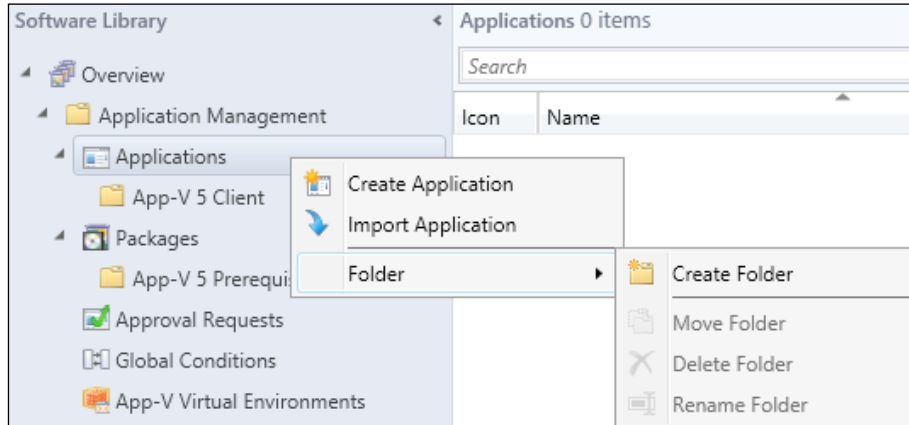 Software Library
Applications 0 items
Search
Overview
Application Management
Icon Name
Applications
Create Application
App-V 5 Client
Import Application
Packages
Folder
Create Folder
App-V 5
Approval Requests
Move Folder
Global Conditions
Delete Folder
App-V Virtual Environments
Rename Folder